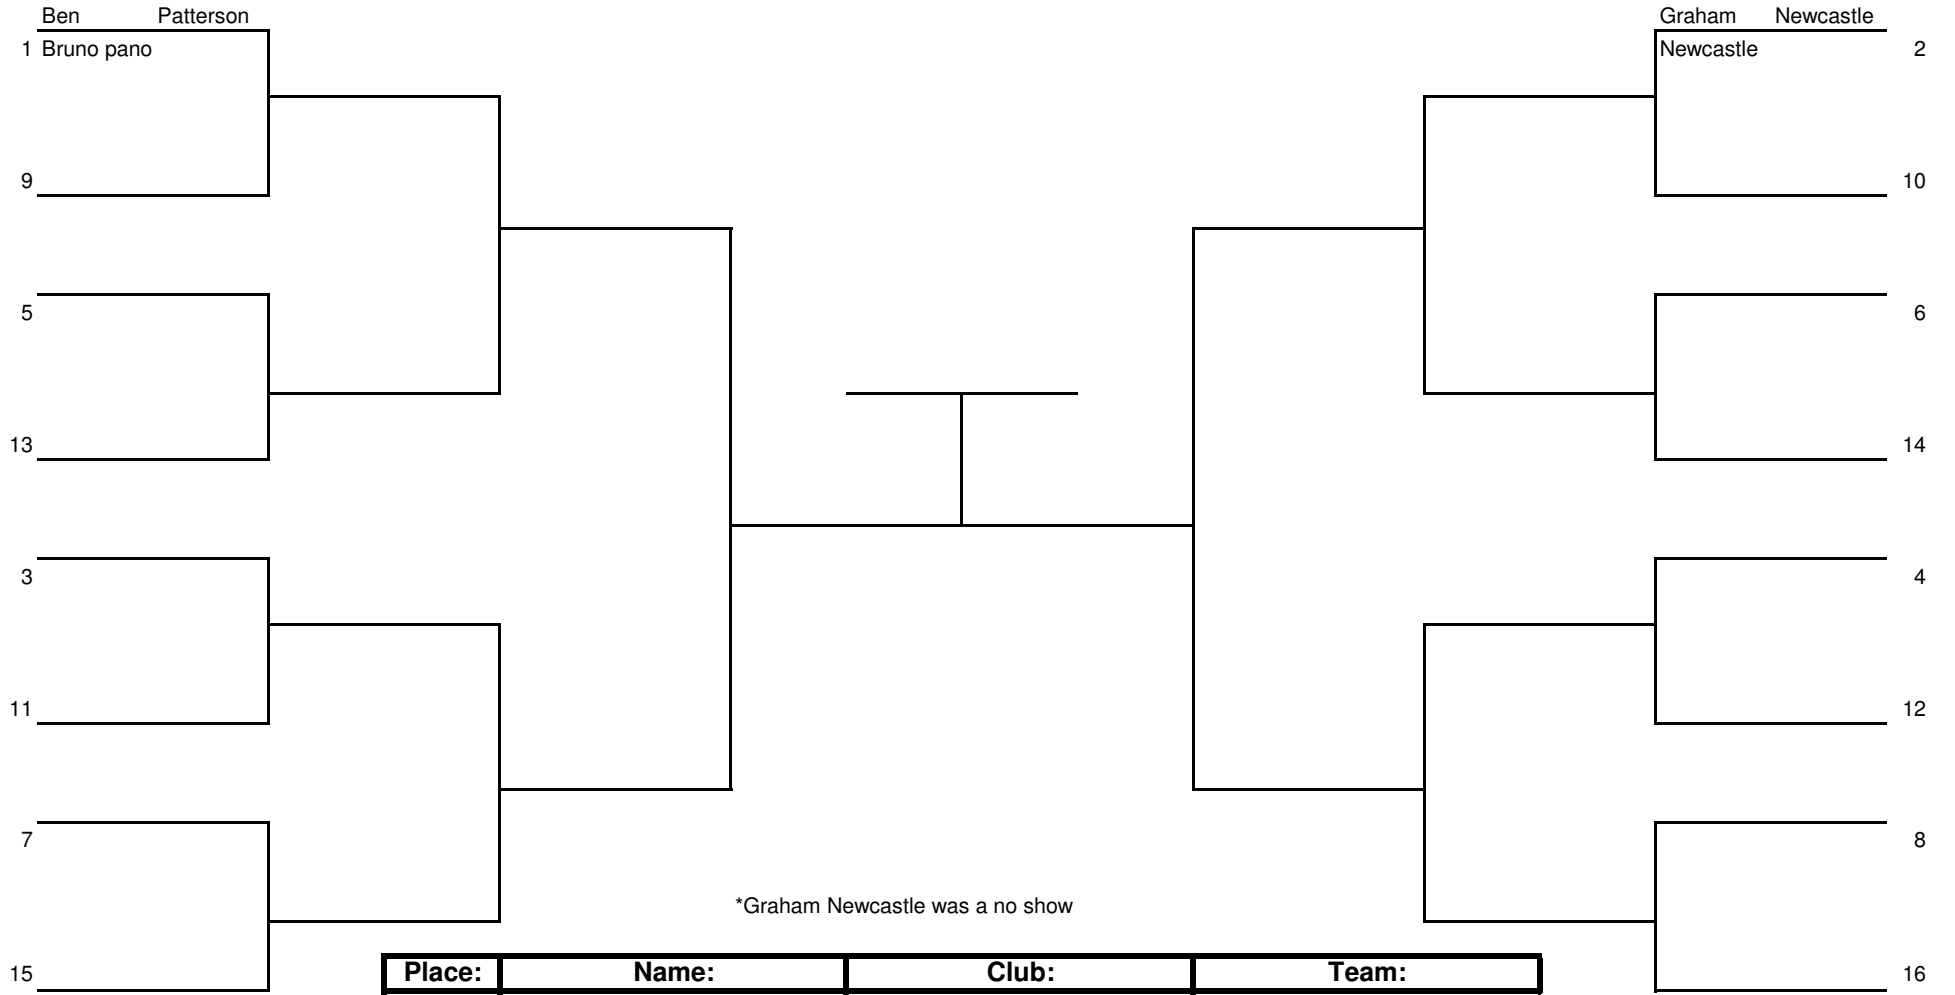 Ben Patterson
Graham Newcastle
1 Bruno pano
Newcastle 2
9
10
5
6
13
14
3
4
11
12
7
8
*Graham Newcastle was a no show
15
Place: Name: Club: Team:
16